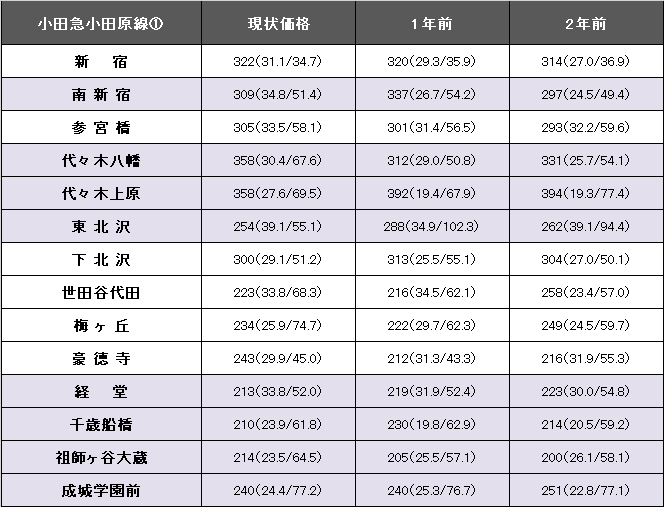 小田急小田原線① 現状価格 1年前 2年前
新 宿 322(31.1/34.7) 320(29.3/35.9) 314(27.0/36.9)
南新宿 309(34.8/51.4) 337(26.7/54.2) 297(24.5/49.4)
参宮橋 305(33.5/58.1) 301(31.4/56.5) 293(32.2/59.6)
代々木八幡 358(30.4/67.6) 312(29.0/50.8) 331(25.7/54.1)
代々木上原 358(27.6/69.5) 392(19.4/67.9) 394(19.3/77.4)
東北沢 254(39.1/55.1) 288(34.9/102.3) 262(39.1/94.4)
下北沢 300(29.1/51.2) 313(25.5/55.1) 304(27.0/50.1)
世田谷代田 223(33.8/68.3) 216(34.5/62.1) 258(23.4/57.0)
梅ヶ丘 234(25.9/74.7) 222(29.7/62.3) 249(24.5/59.7)
豪徳寺 243(29.9/45.0) 212(31.3/43.3) 216(31.9/55.3)
経 堂 213(33.8/52.0) 219(31.9/52.4) 223(30.0/54.8)
千歳船橋 210(23.9/61.8) 230(19.8/62.9) 214(20.5/59.2)
祖師ヶ谷大蔵 214(23.5/64.5) 205(25.5/57.1) 200(26.1/58.1)
成城学園前 240(24.4/77.2) 240(25.3/76.7) 251(22.8/77.1)